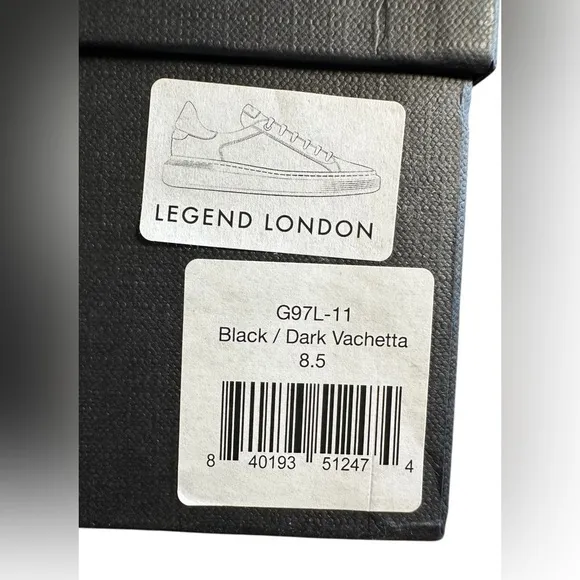 LEGEND LONDON
G97L-11
Black / Dark Vachetta
8.5
8 40193 51247 4